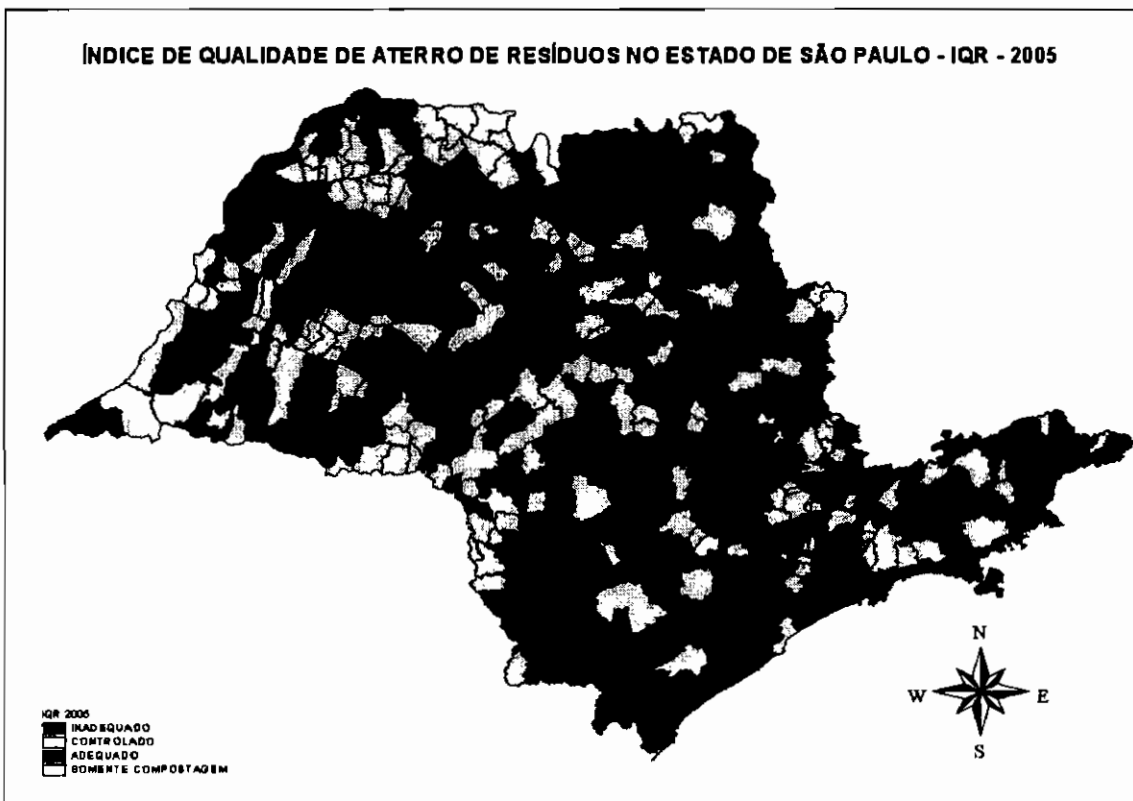 ÍNDICE DE QUALIDADE DE ATERRO DE RESÍDUOS NO ESTADO DE SÃO PAULO - IQR - 2005
N
W E
S
IQR 2005
INADEQUADO
CONTROLADO
ADEQUADO
SOMENTE COMPOSTAGEM